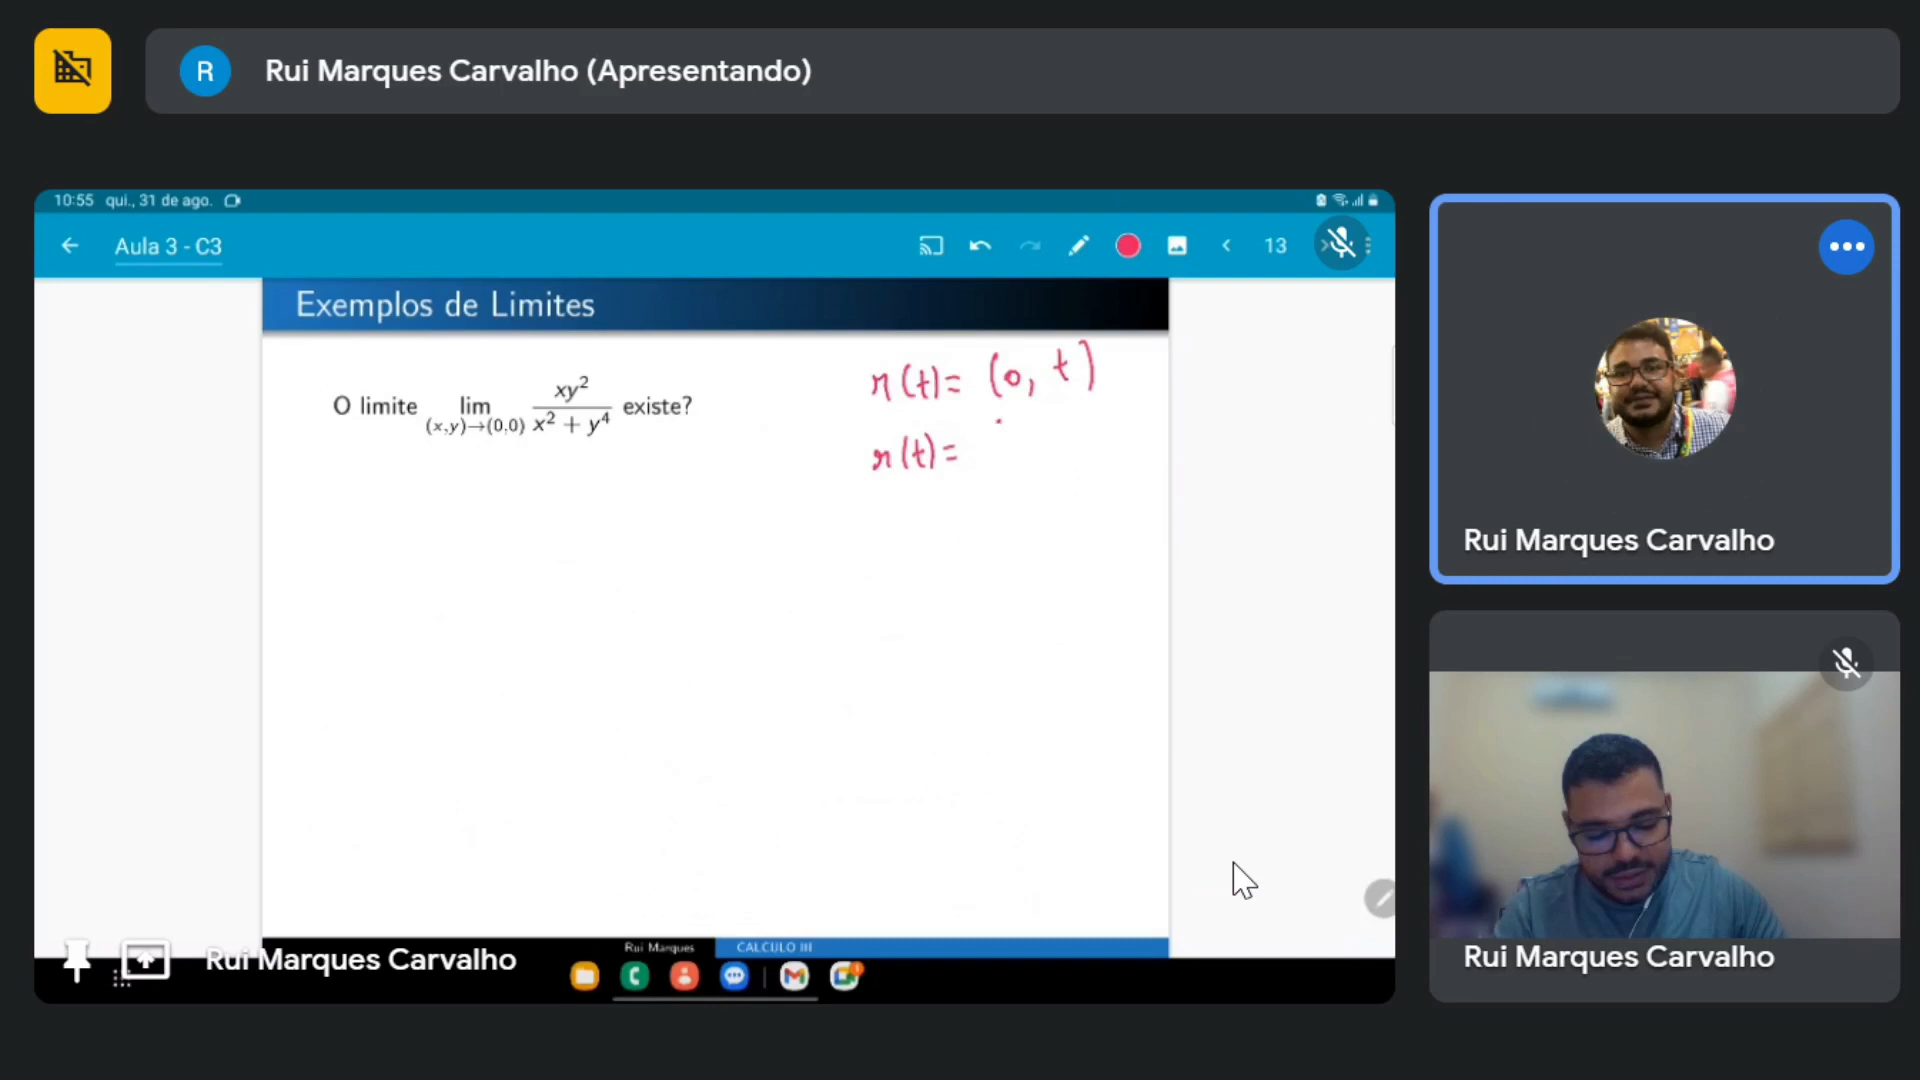 R Rui Marques Carvalho (Apresentando)
10:55 qui., 31 de ago.
Aula 3 - C3
13
Exemplos de Limites
O limite lim (x,y)→(0,0) xy² / x² + y⁴ existe?
r(t) = (0, t)
r(t) =
Rui Marques CALCULO III
Rui Marques Carvalho
Rui Marques Carvalho
Rui Marques Carvalho